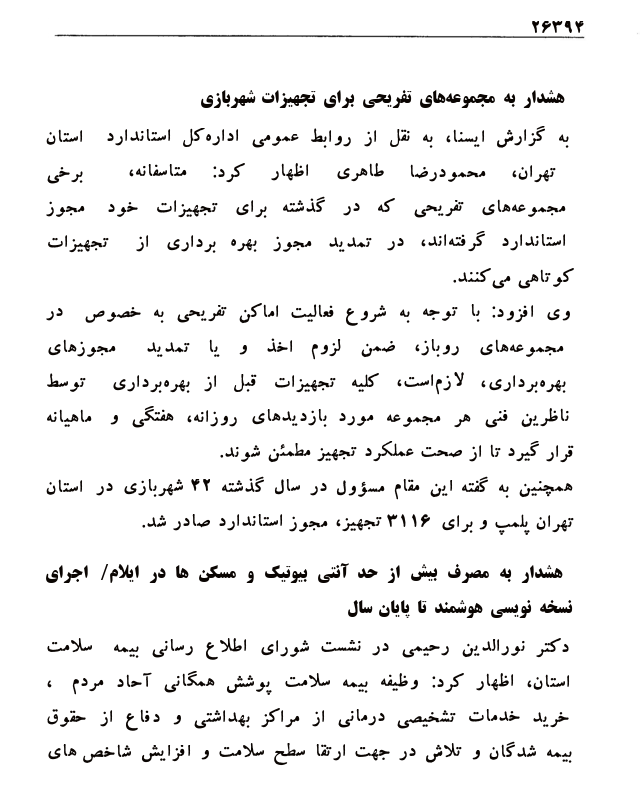 ۲۶۳۹۴
هشدار به مجموعه‌های تفریحی برای تجهیزات شهربازی
به گزارش ایسنا، به نقل از روابط عمومی اداره‌کل استاندارد استان
تهران، محمودرضا طاهری اظهار کرد: متاسفانه، برخی
مجموعه‌های تفریحی که در گذشته برای تجهیزات خود مجوز
استاندارد گرفته‌اند، در تمدید مجوز بهره برداری از تجهیزات
کوتاهی می‌کنند.
وی افزود: با توجه به شروع فعالیت اماکن تفریحی به خصوص در
مجموعه‌های روباز، ضمن لزوم اخذ و یا تمدید مجوزهای
بهره‌برداری، لازم‌است، کلیه تجهیزات قبل از بهره‌برداری توسط
ناظرین فنی هر مجموعه مورد بازدیدهای روزانه، هفتگی و ماهیانه
قرار گیرد تا از صحت عملکرد تجهیز مطمئن شوند.
همچنین به گفته این مقام مسؤول در سال گذشته ۴۲ شهربازی در استان
تهران پلمپ و برای ۳۱۱۶ تجهیز، مجوز استاندارد صادر شد.
هشدار به مصرف بیش از حد آنتی بیوتیک و مسکن ها در ایلام/ اجرای
نسخه نویسی هوشمند تا پایان سال
دکتر نورالدین رحیمی در نشست شورای اطلاع رسانی بیمه سلامت
استان، اظهار کرد: وظیفه بیمه سلامت پوشش همگانی آحاد مردم ،
خرید خدمات تشخیصی درمانی از مراکز بهداشتی و دفاع از حقوق
بیمه شدگان و تلاش در جهت ارتقا سطح سلامت و افزایش شاخص های